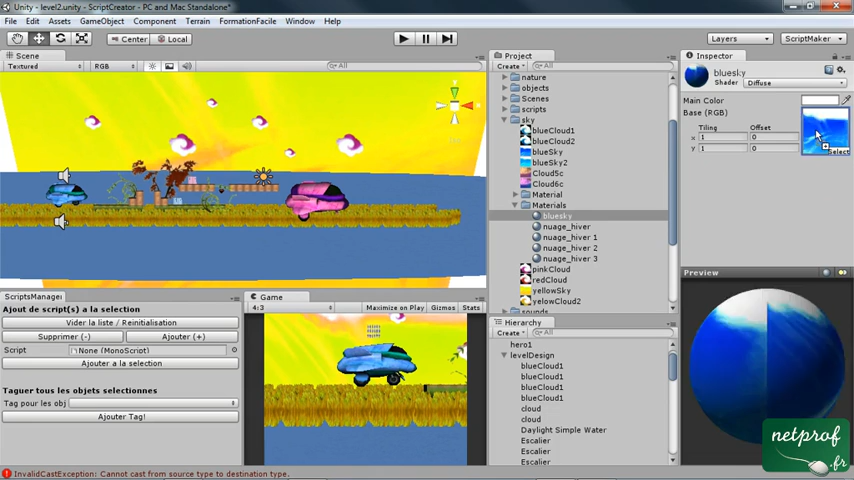 Unity - level2.unity - ScriptCreator - PC and Mac Standalone*
File Edit Assets GameObject Component Terrain FormationFacile Window Help
Center Local Layers ScriptMaker
Scene
Textured RGB All
Project
Create All
nature
objects
Scenes
scripts
sky
blueCloud1
blueCloud2
blueSky
blueSky2
Cloud5c
Cloud6c
Material
Materials
bluesky
nuage_hiver
nuage_hiver 1
nuage_hiver 2
nuage_hiver 3
pinkCloud
redCloud
yellowSky
yelowCloud2
sounds
Inspector
bluesky
Shader Diffuse
Main Color
Base (RGB)
Tiling Offset
x 1 0
y 1 0
Select
Preview
ScriptsManager
Ajout de script(s) a la selection
Vider la liste / Reinitialisation
Supprimer (-) Ajouter (+)
Script None (MonoScript)
Ajouter a la selection
Taguer tous les objets selectionnes
Tag pour les obj
Ajouter Tag!
Game
4:3 Maximize on Play Gizmos Stats
Hierarchy
Create All
hero1
levelDesign
blueCloud1
blueCloud1
blueCloud1
blueCloud1
cloud
cloud
Daylight Simple Water
Escalier
Escalier
Escalier
InvalidCastException: Cannot cast from source type to destination type.
netprof
.fr